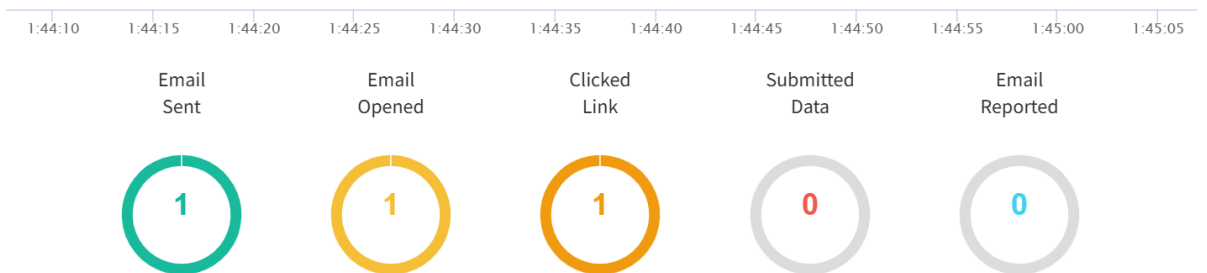 1:44:10 1:44:15 1:44:20 1:44:25 1:44:30 1:44:35 1:44:40 1:44:45 1:44:50 1:44:55 1:45:00 1:45:05
Email Sent
Email Opened
Clicked Link
Submitted Data
Email Reported
1 1 1 0 0